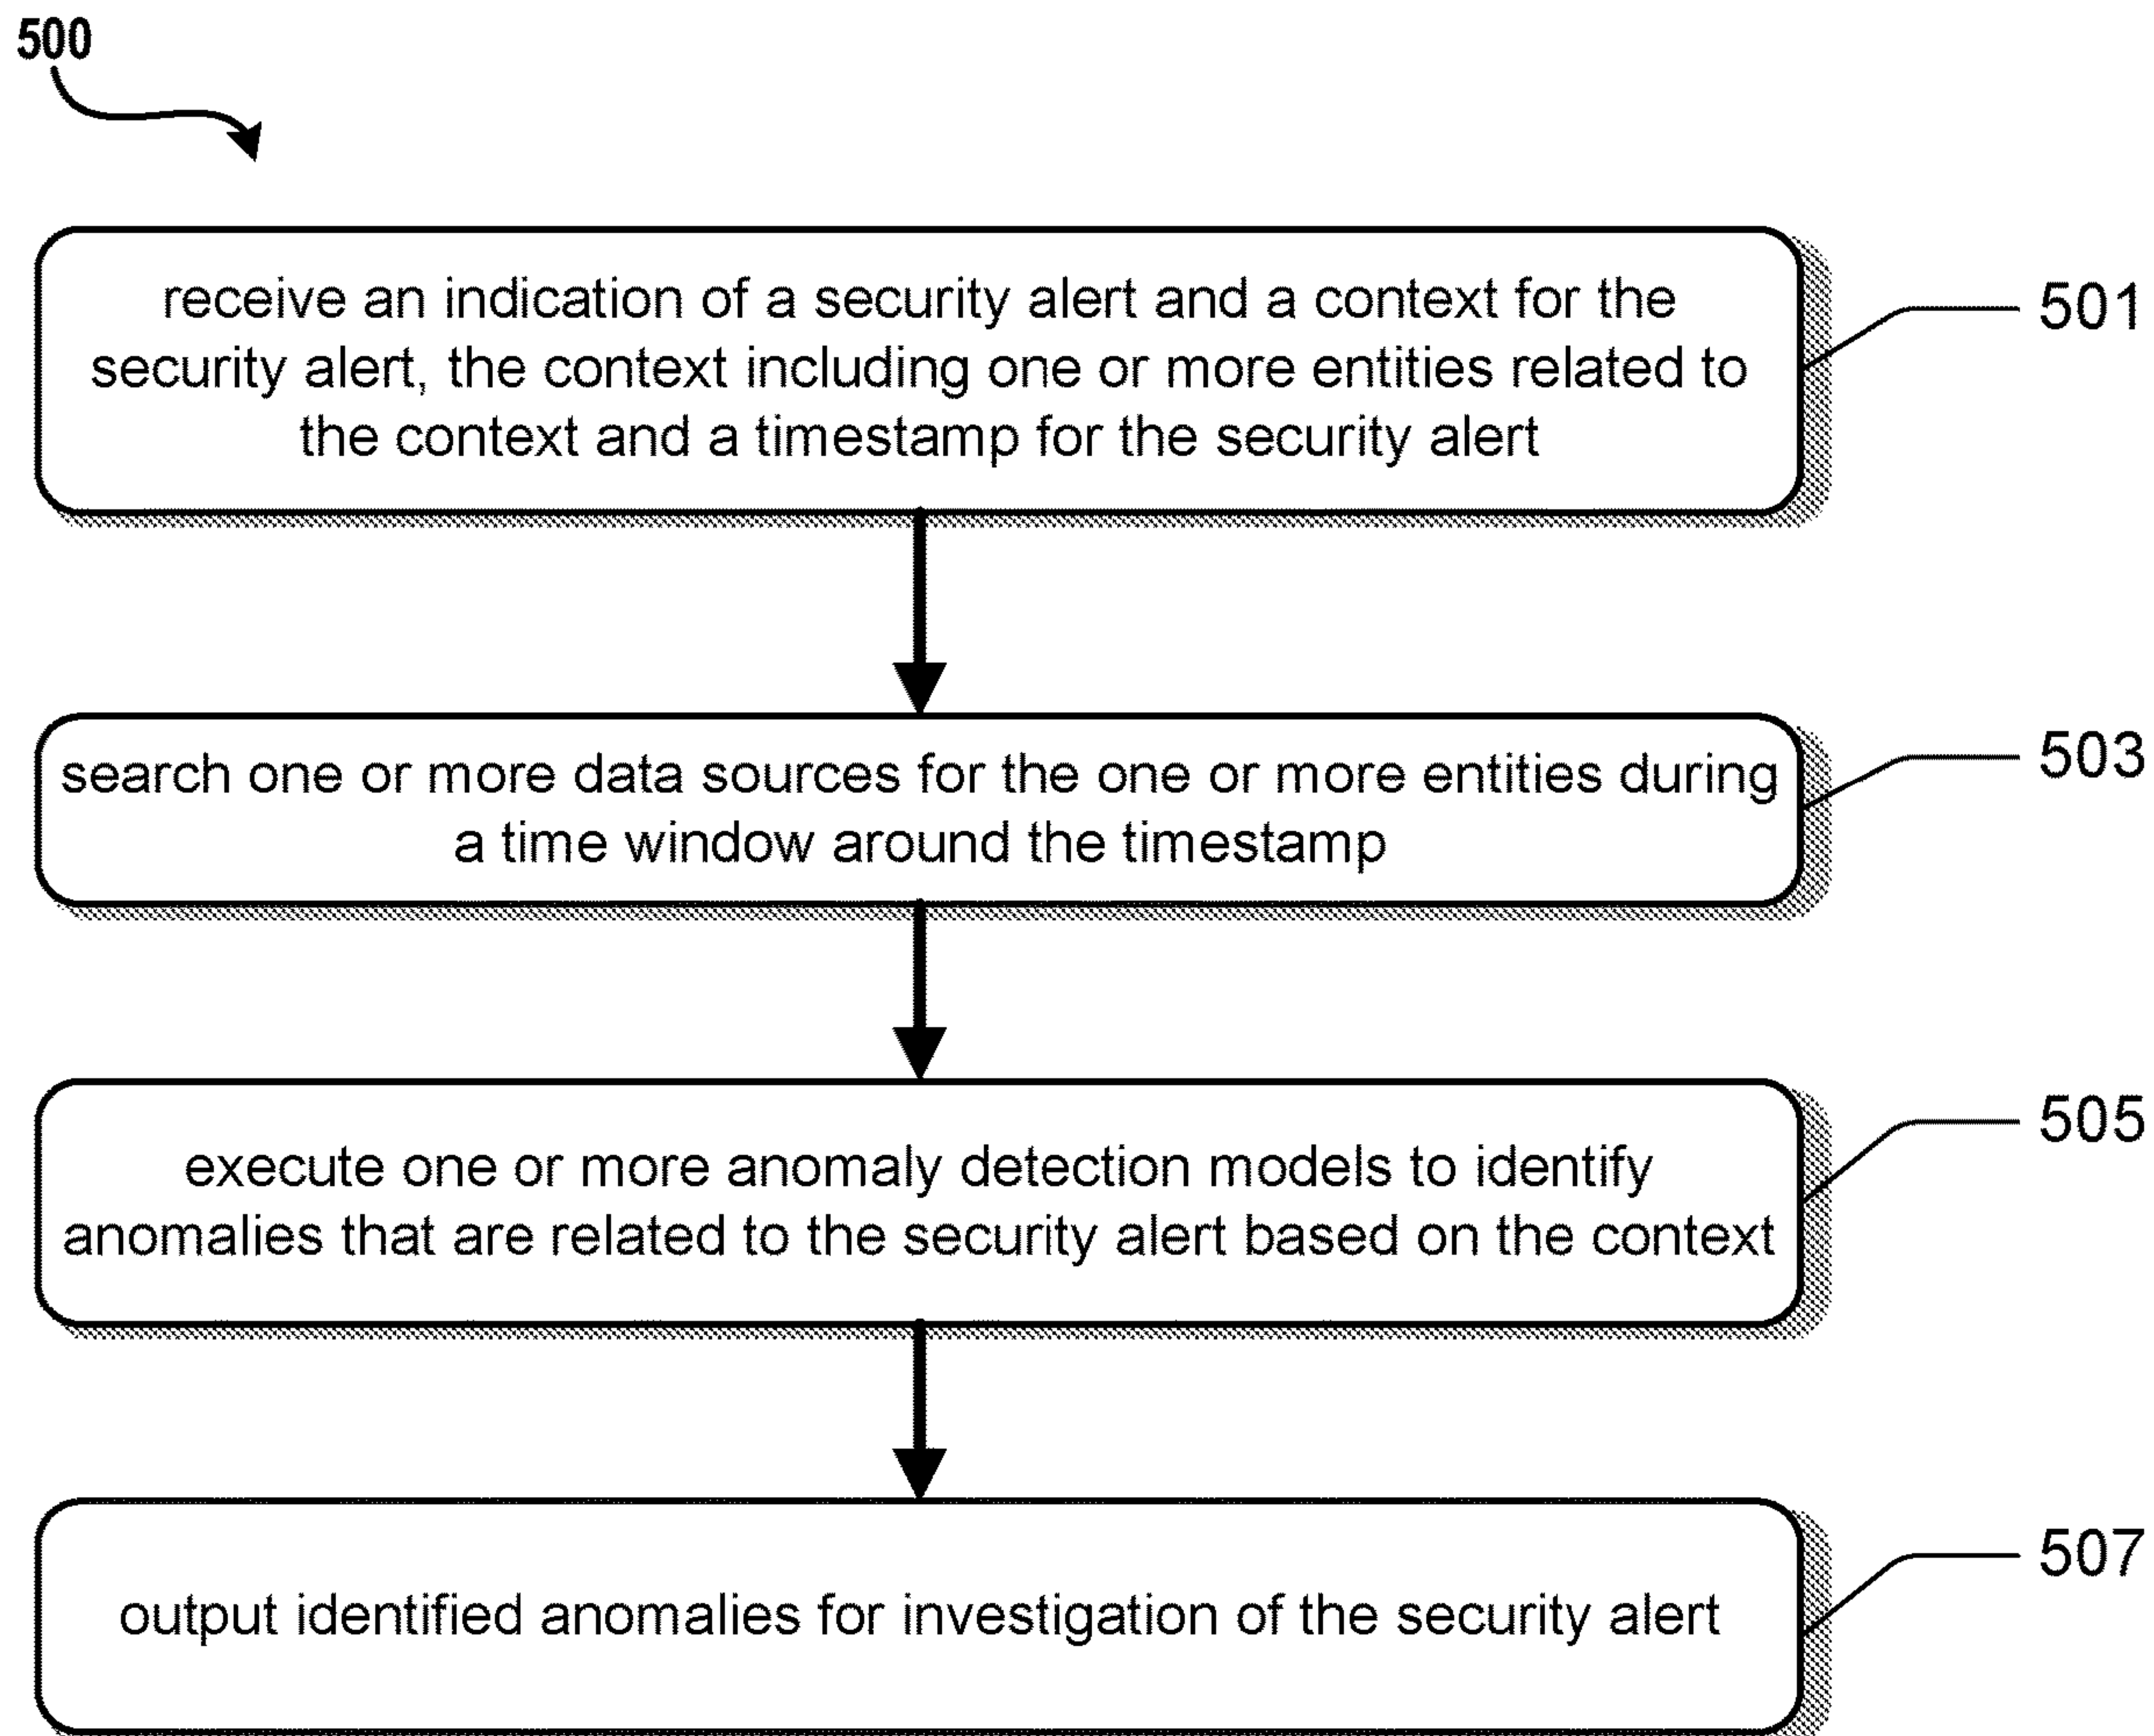 500
receive an indication of a security alert and a context for the
security alert, the context including one or more entities related to
the context and a timestamp for the security alert
501
search one or more data sources for the one or more entities during
a time window around the timestamp
503
execute one or more anomaly detection models to identify
anomalies that are related to the security alert based on the context
505
output identified anomalies for investigation of the security alert
507